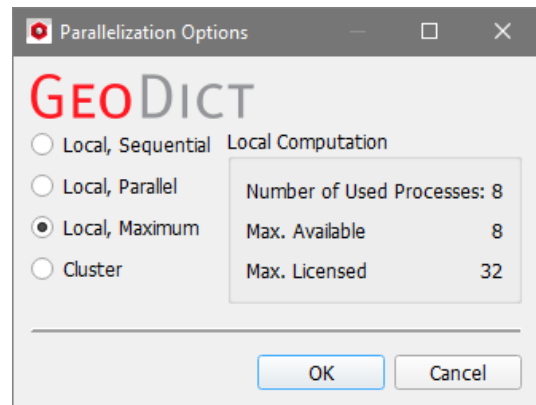 Parallelization Options
GEODICT
Local, Sequential
Local, Parallel
Local, Maximum
Cluster
Local Computation
Number of Used Processes: 8
Max. Available 8
Max. Licensed 32
OK Cancel